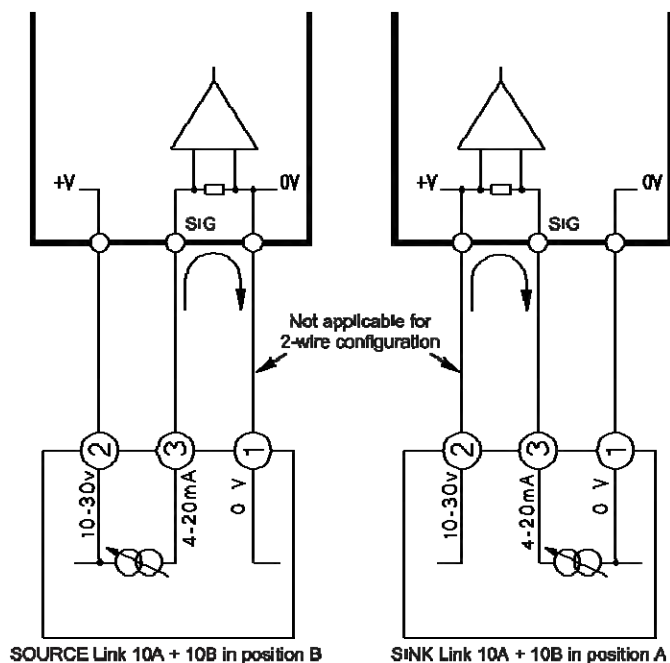 +V
0V
SIG
+V
0V
SIG
Not applicable for
2-wire configuration
2
3
1
2
3
1
10-30v
4-20mA
0 V
10-30v
4-20mA
0 V
SOURCE Link 10A + 10B in position B
SINK Link 10A + 10B in position A